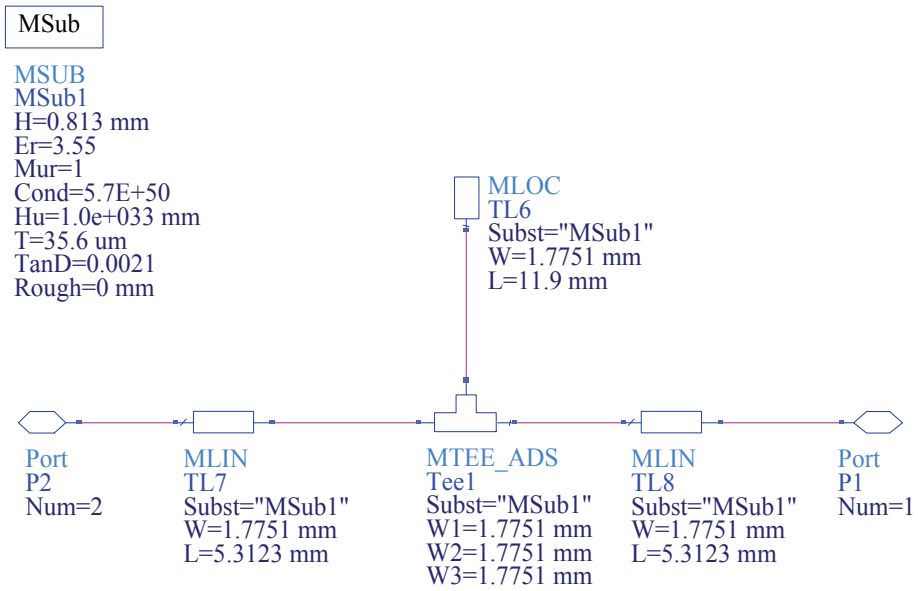 MSub
MSUB
MSub1
H=0.813 mm
Er=3.55
Mur=1
Cond=5.7E+50
Hu=1.0e+033 mm
T=35.6 um
TanD=0.0021
Rough=0 mm
MLOC
TL6
Subst="MSub1"
W=1.7751 mm
L=11.9 mm
Port
P2
Num=2
MLIN
TL7
Subst="MSub1"
W=1.7751 mm
L=5.3123 mm
MTEE_ADS
Tee1
Subst="MSub1"
W1=1.7751 mm
W2=1.7751 mm
W3=1.7751 mm
MLIN
TL8
Subst="MSub1"
W=1.7751 mm
L=5.3123 mm
Port
P1
Num=1